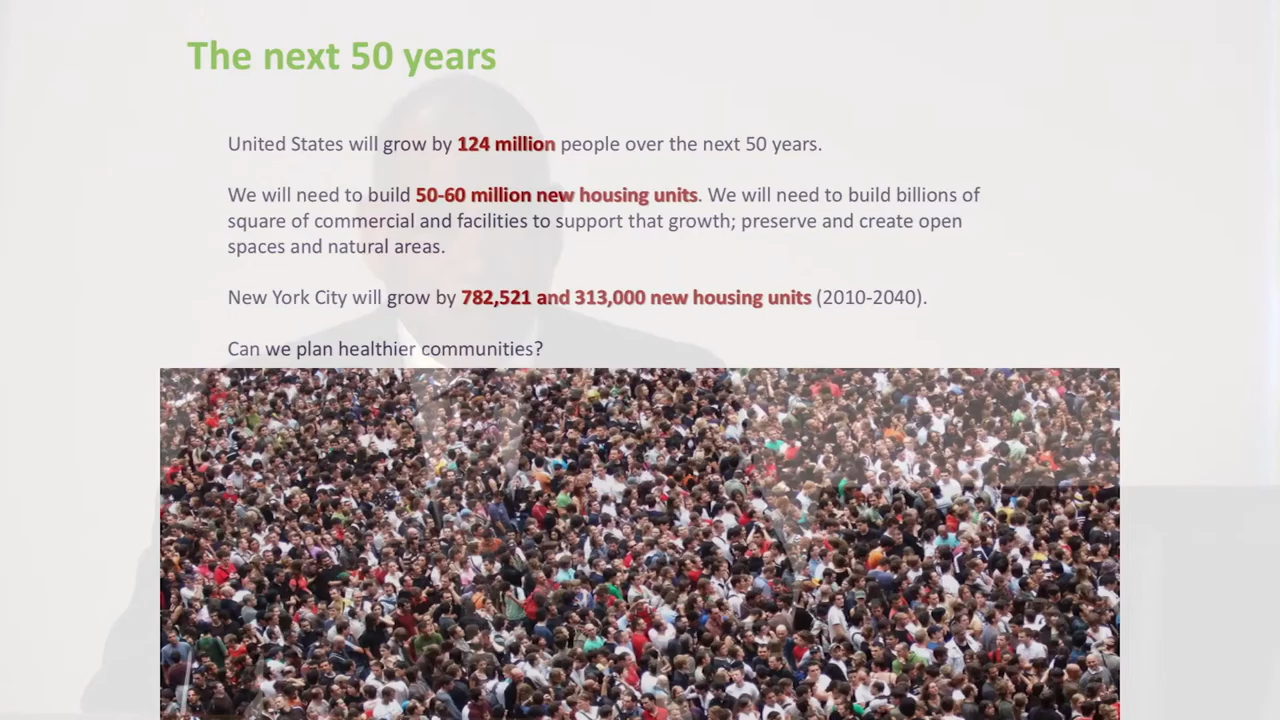 The next 50 years
United States will grow by 124 million people over the next 50 years.
We will need to build 50-60 million new housing units. We will need to build billions of
square of commercial and facilities to support that growth; preserve and create open
spaces and natural areas.
New York City will grow by 782,521 and 313,000 new housing units (2010-2040).
Can we plan healthier communities?